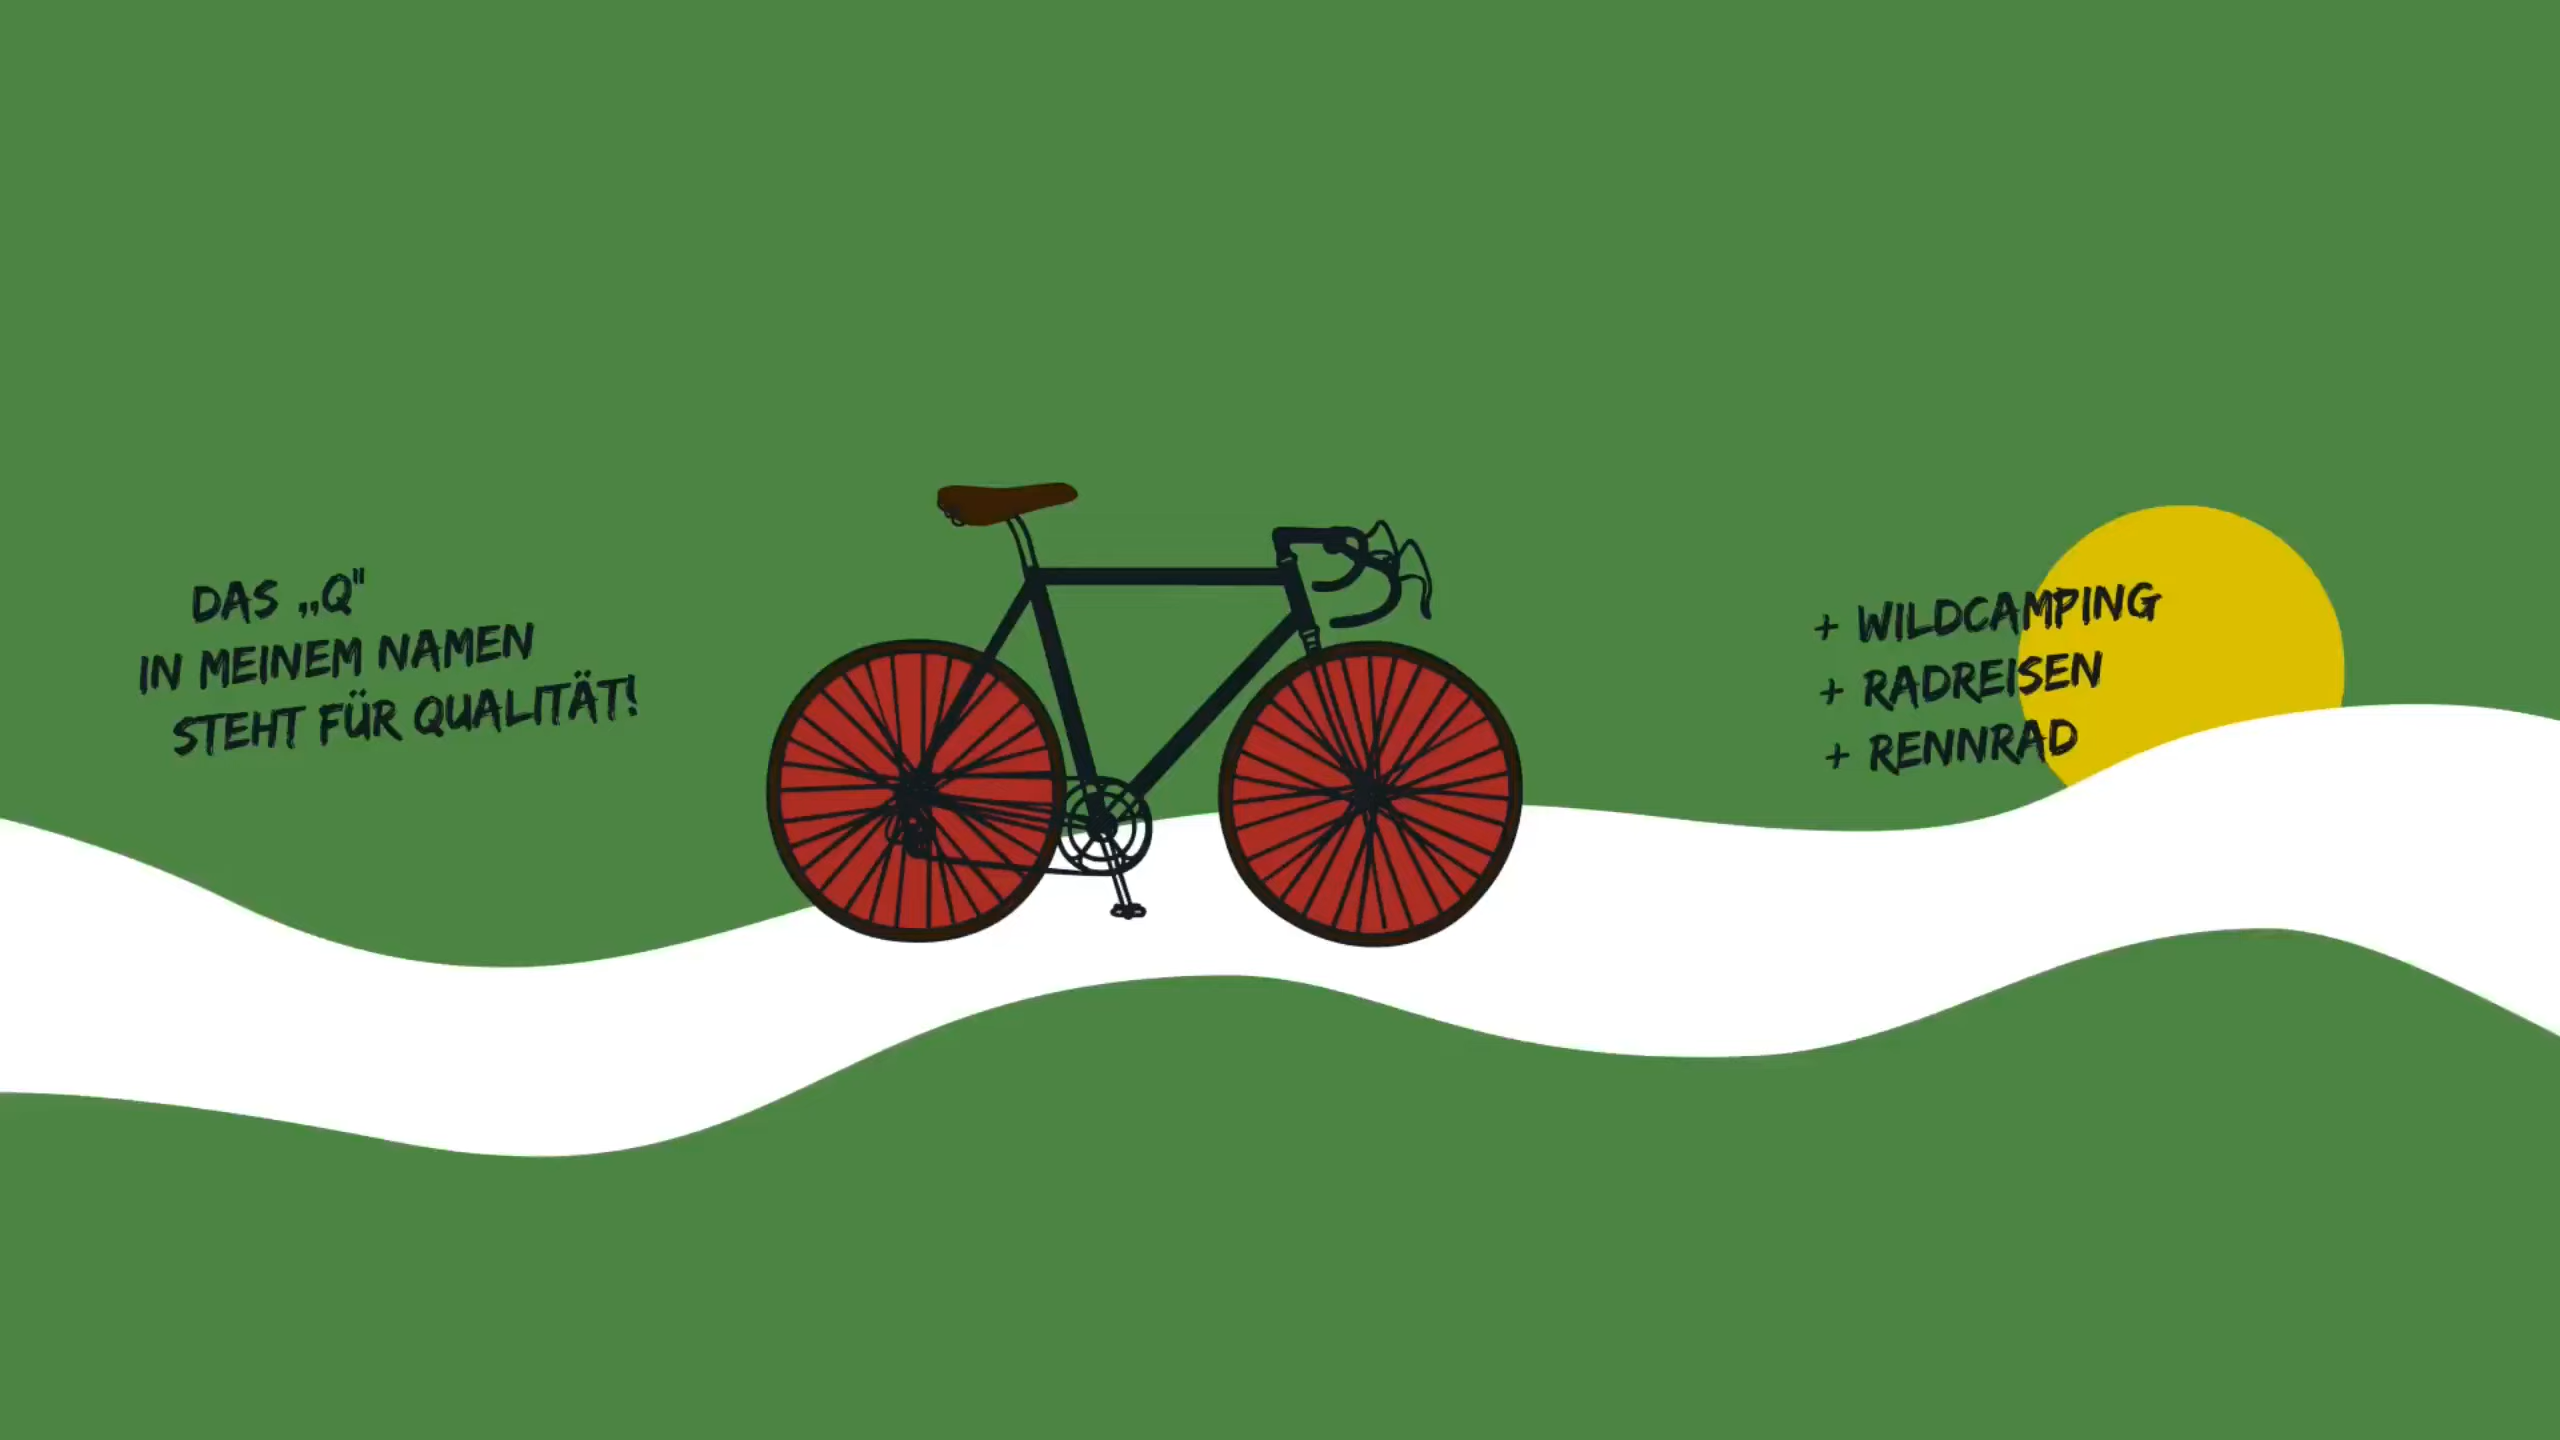 DAS „Q"
IN MEINEM NAMEN
STEHT FÜR QUALITÄT!
+ WILDCAMPING
+ RADREISEN
+ RENNRAD